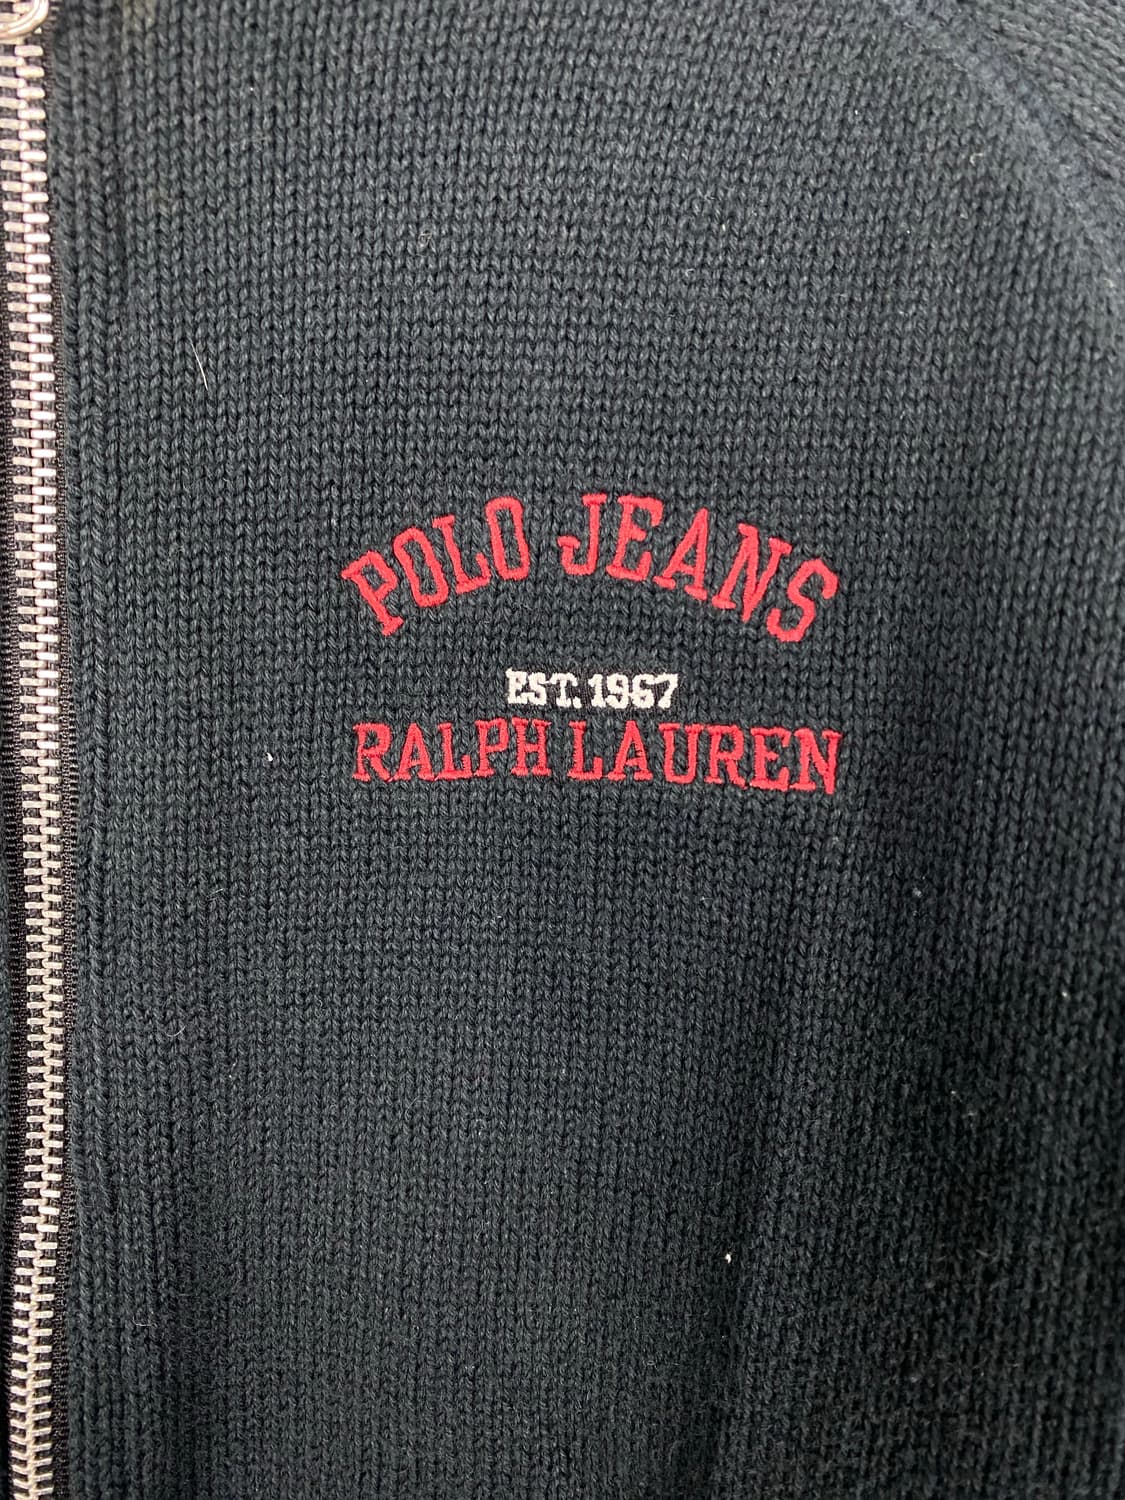 POLO JEANS
EST. 1967
RALPH LAUREN